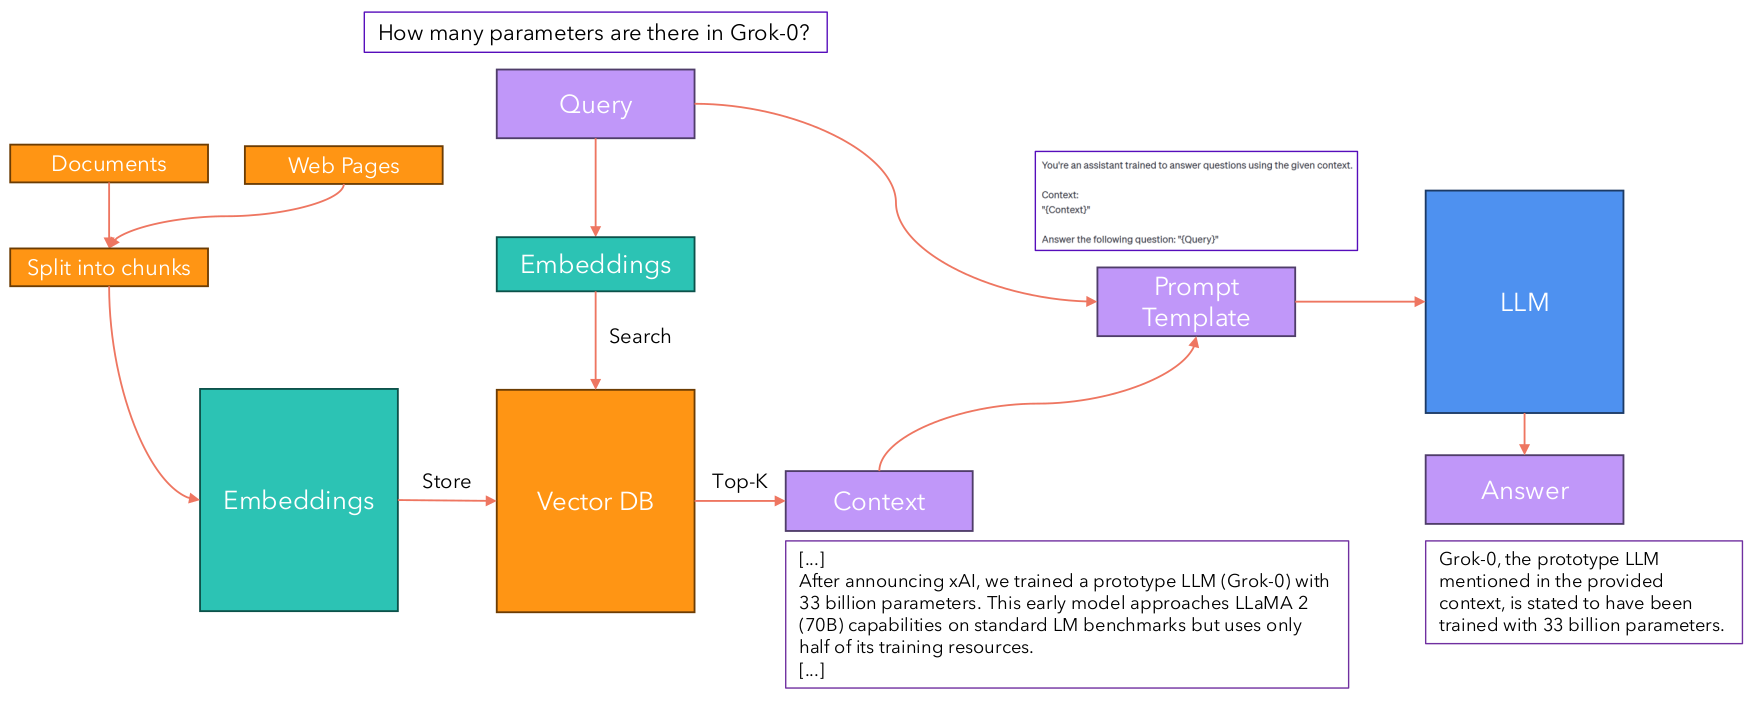 How many parameters are there in Grok-0?
Query
Documents
Web Pages
Split into chunks
Embeddings
Search
Embeddings
Store
Vector DB
Top-K
Context
[...]
After announcing xAI, we trained a prototype LLM (Grok-0) with
33 billion parameters. This early model approaches LLaMA 2
(70B) capabilities on standard LM benchmarks but uses only
half of its training resources.
[...]
You're an assistant trained to answer questions using the given context.
Context:
"{Context}"
Answer the following question: "{Query}"
Prompt
Template
LLM
Answer
Grok-0, the prototype LLM
mentioned in the provided
context, is stated to have been
trained with 33 billion parameters.